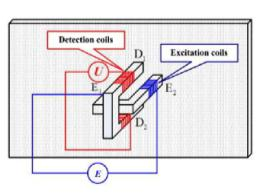 Detection coils
Excitation coils
D₁
U
E₁
E₂
D₂
E